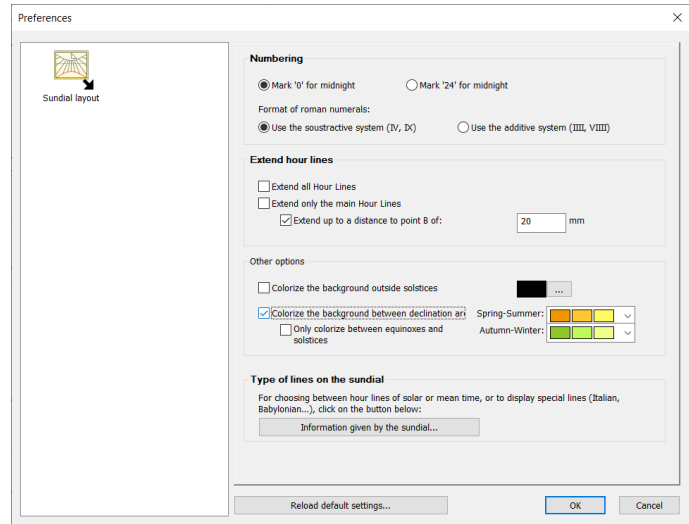 Preferences
Sundial layout
Numbering
Mark '0' for midnight
Mark '24' for midnight
Format of roman numerals:
Use the soustractive system (IV, IX)
Use the additive system (IIII, VIIII)
Extend hour lines
Extend all Hour Lines
Extend only the main Hour Lines
Extend up to a distance to point B of:
20
mm
Other options
Colorize the background outside solstices
...
Colorize the background between declination arc
Spring-Summer:
Only colorize between equinoxes and
solstices
Autumn-Winter:
Type of lines on the sundial
For choosing between hour lines of solar or mean time, or to display special lines (Italian,
Babylonian...), click on the button below:
Information given by the sundial...
Reload default settings...
OK
Cancel